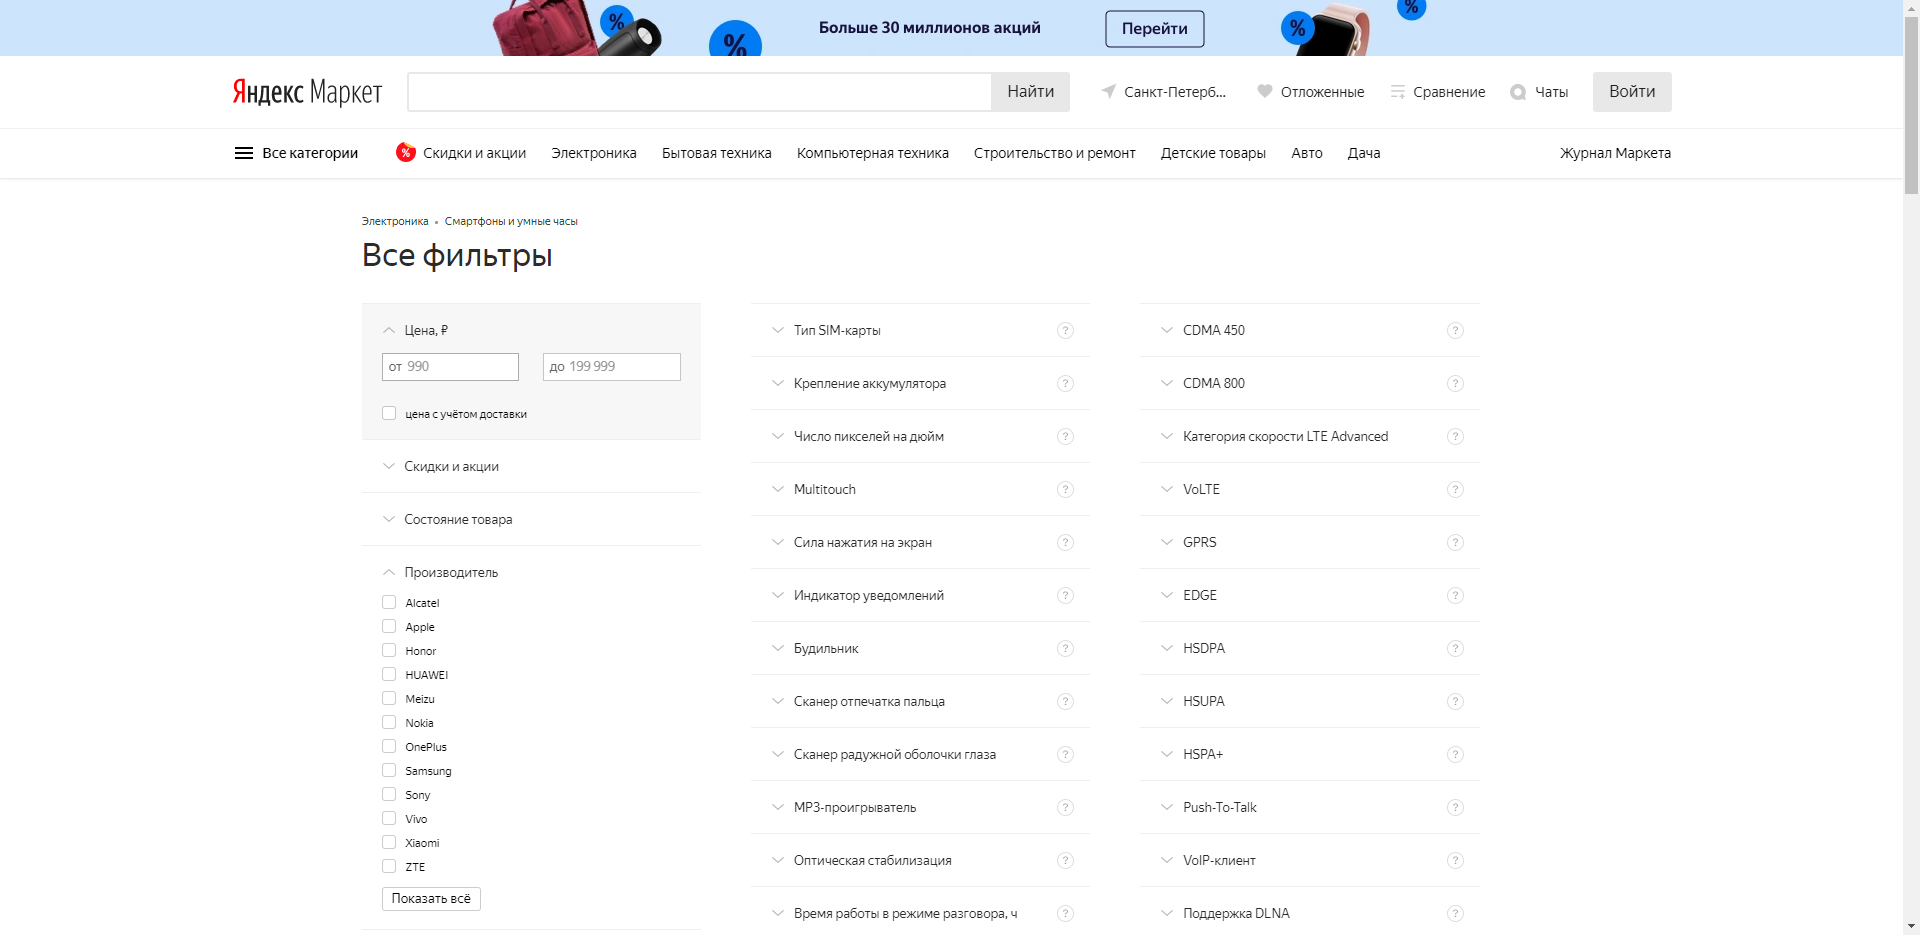 Больше 30 миллионов акций
Перейти
Яндекс Маркет
Найти
Санкт-Петерб...
Отложенные
Сравнение
Чаты
Войти
Все категории
Скидки и акции
Электроника
Бытовая техника
Компьютерная техника
Строительство и ремонт
Детские товары
Авто
Дача
Журнал Маркета
Электроника • Смартфоны и умные часы
Все фильтры
Цена, ₽
от 990
до 199 999
цена с учётом доставки
Скидки и акции
Состояние товара
Производитель
Alcatel
Apple
Honor
HUAWEI
Meizu
Nokia
OnePlus
Samsung
Sony
Vivo
Xiaomi
ZTE
Показать всё
Тип SIM-карты ?
Крепление аккумулятора ?
Число пикселей на дюйм ?
Multitouch ?
Сила нажатия на экран ?
Индикатор уведомлений ?
Будильник ?
Сканер отпечатка пальца ?
Сканер радужной оболочки глаза ?
MP3-проигрыватель ?
Оптическая стабилизация ?
Время работы в режиме разговора, ч ?
CDMA 450 ?
CDMA 800 ?
Категория скорости LTE Advanced ?
VoLTE ?
GPRS ?
EDGE ?
HSDPA ?
HSUPA ?
HSPA+ ?
Push-To-Talk ?
VoIP-клиент ?
Поддержка DLNA ?